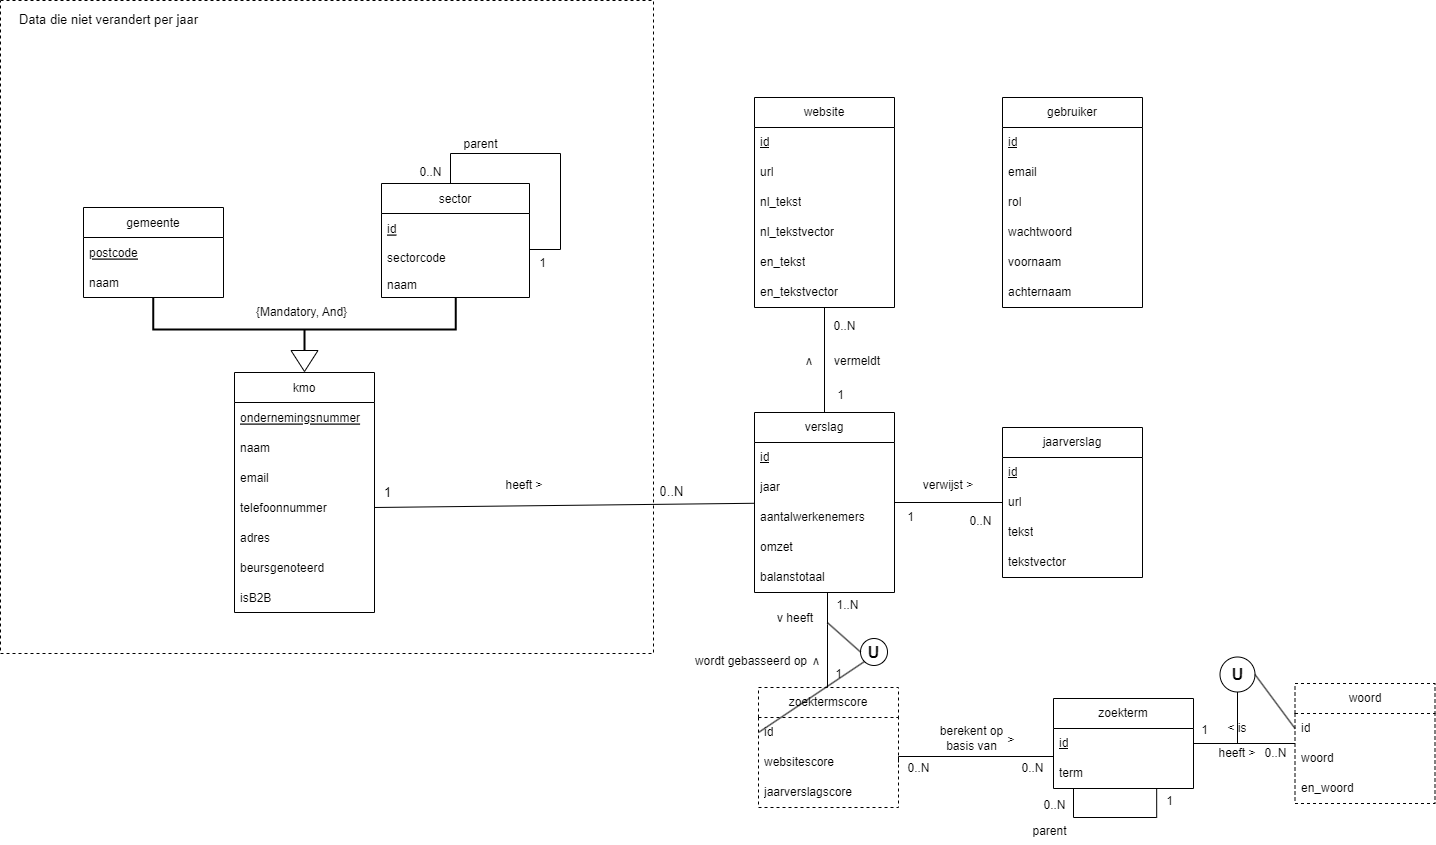 Data die niet verandert per jaar
parent
0..N
sector
id
sectorcode
naam
1
gemeente
postcode
naam
{Mandatory, And}
kmo
ondernemingsnummer
naam
email
telefoonnummer
adres
beursgenoteerd
isB2B
1
heeft >
0..N
website
id
url
nl_tekst
nl_tekstvector
en_tekst
en_tekstvector
gebruiker
id
email
rol
wachtwoord
voornaam
achternaam
0..N
∧ vermeldt
1
verslag
id
jaar
aantalwerkenemers
omzet
balanstotaal
verwijst >
1
0..N
jaarverslag
id
url
tekst
tekstvector
1..N
v heeft
U
wordt gebasseerd op ∧
1
zoektermscore
id
websitescore
jaarverslagscore
berekent op
basis van >
0..N
0..N
zoekterm
id
term
0..N
1
parent
U
1
< is
heeft >
0..N
woord
id
woord
en_woord